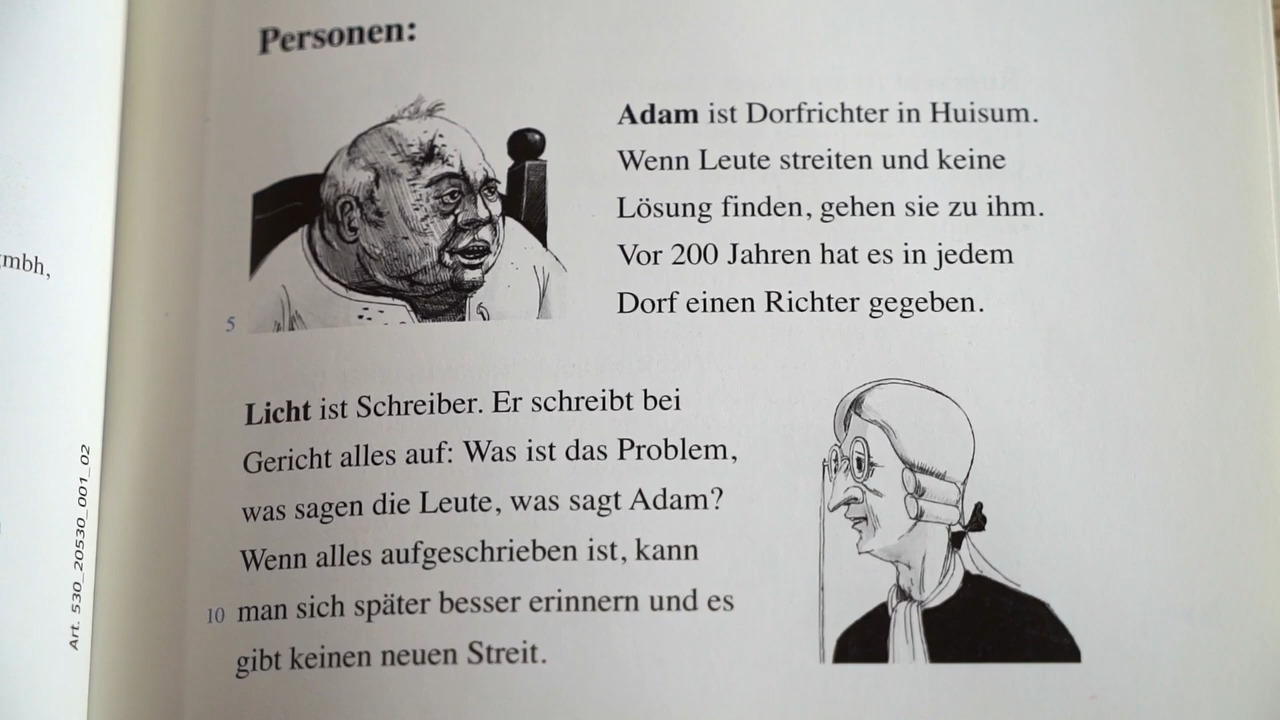 Personen:
Adam ist Dorfrichter in Huisum.
Wenn Leute streiten und keine
Lösung finden, gehen sie zu ihm.
Vor 200 Jahren hat es in jedem
Dorf einen Richter gegeben.
5
Licht ist Schreiber. Er schreibt bei
Gericht alles auf: Was ist das Problem,
was sagen die Leute, was sagt Adam?
Wenn alles aufgeschrieben ist, kann
10 man sich später besser erinnern und es
gibt keinen neuen Streit.
mbh,
Art. 530_20530_001_02